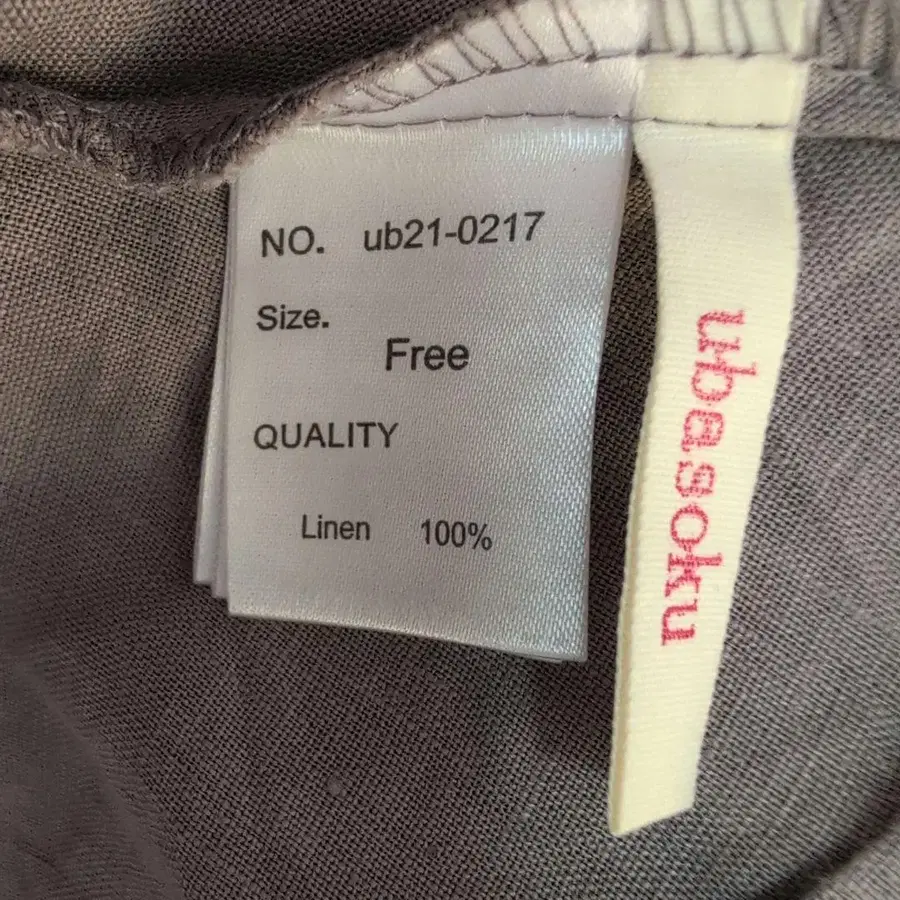 NO. ub21-0217
Size.
Free
QUALITY
Linen 100%
ubasoku